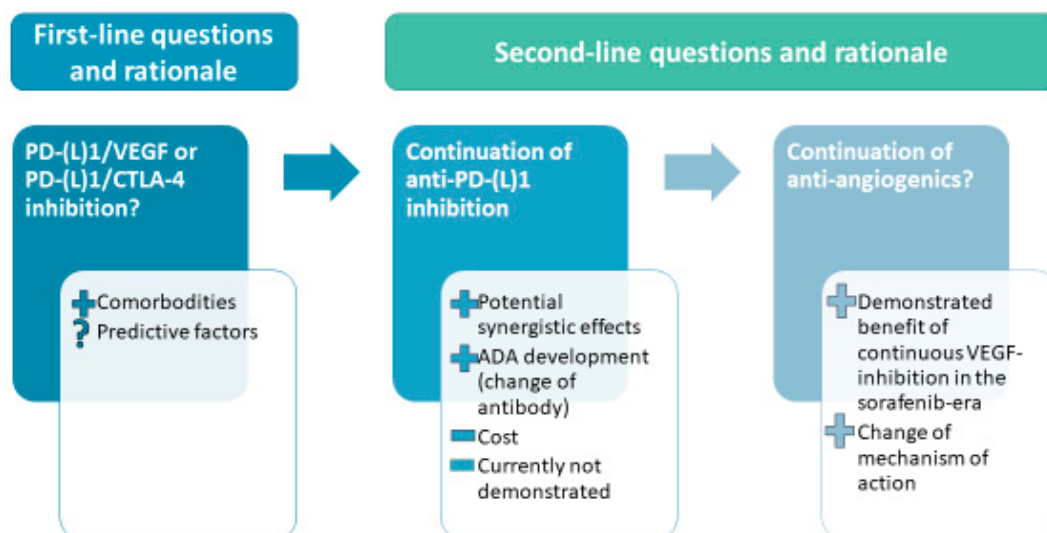 First-line questions
and rationale
Second-line questions and rationale
PD-(L)1/VEGF or
PD-(L)1/CTLA-4
inhibition?
+ Comorbodities
? Predictive factors
Continuation of
anti-PD-(L)1
inhibition
+ Potential
synergistic effects
+ ADA development
(change of
antibody)
- Cost
- Currently not
demonstrated
Continuation of
anti-angiogenics?
+ Demonstrated
benefit of
continuous VEGF-
inhibition in the
sorafenib-era
+ Change of
mechanism of
action